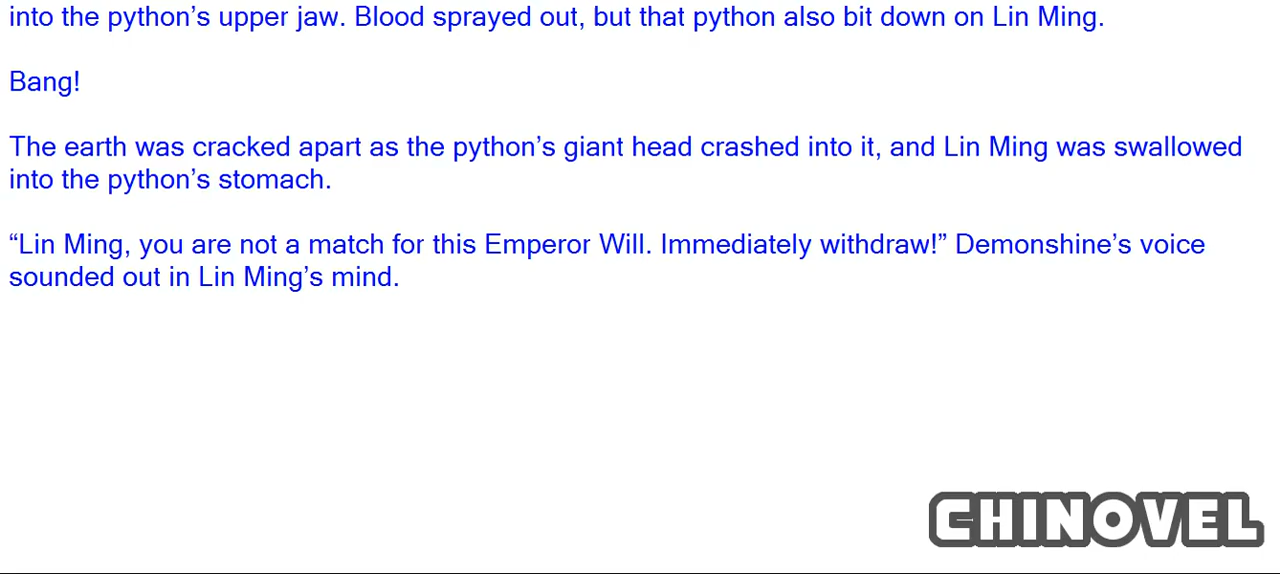 into the python’s upper jaw. Blood sprayed out, but that python also bit down on Lin Ming.
Bang!
The earth was cracked apart as the python’s giant head crashed into it, and Lin Ming was swallowed
into the python’s stomach.
“Lin Ming, you are not a match for this Emperor Will. Immediately withdraw!” Demonshine’s voice
sounded out in Lin Ming’s mind.
CHINOVEL